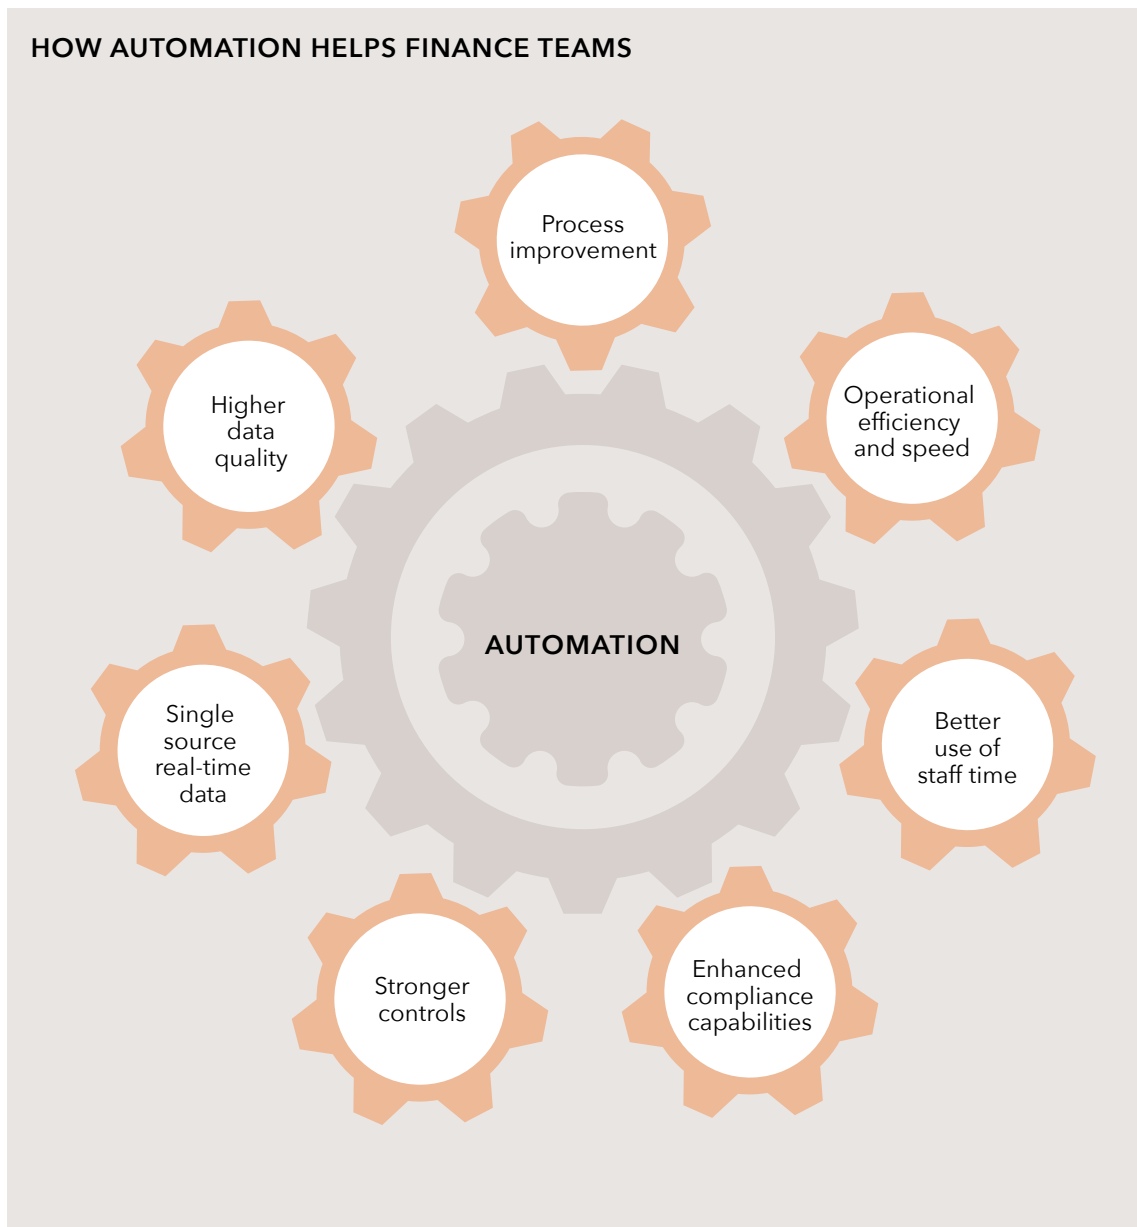 HOW AUTOMATION HELPS FINANCE TEAMS
Process
improvement
Operational
efficiency
and speed
Better
use of
staff time
Enhanced
compliance
capabilities
Stronger
controls
Single
source
real-time
data
Higher
data
quality
AUTOMATION